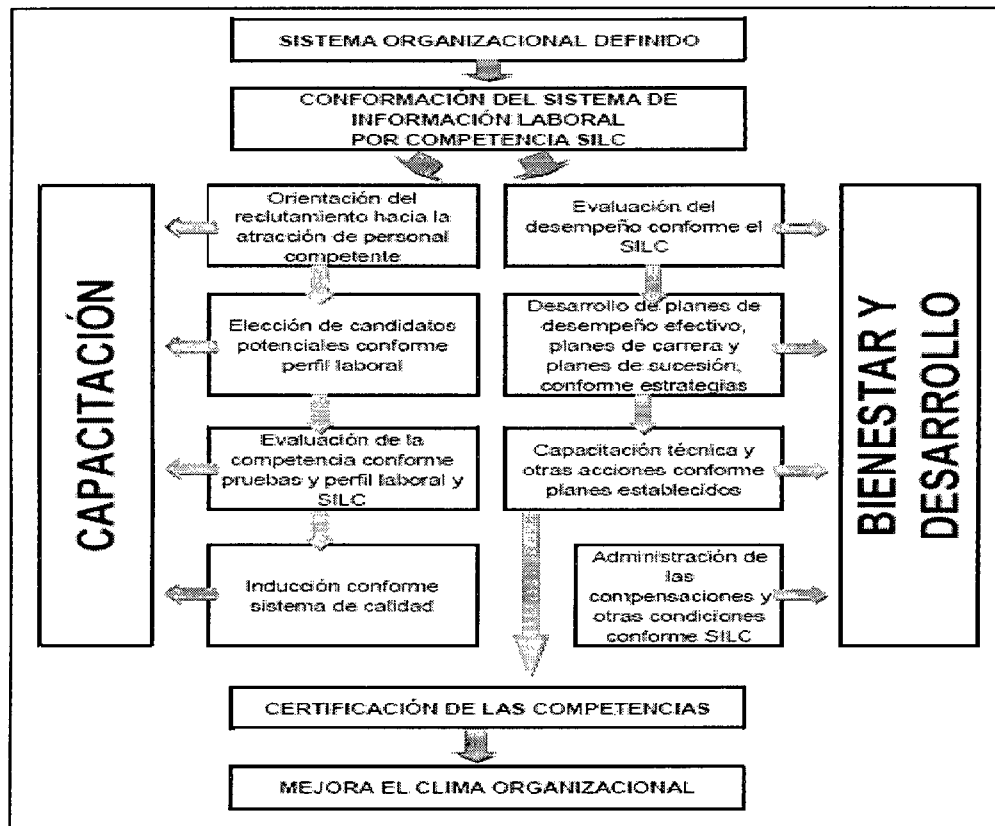 SISTEMA ORGANIZACIONAL DEFINIDO
CONFORMACIÓN DEL SISTEMA DE
INFORMACIÓN LABORAL
POR COMPETENCIA SILC
CAPACITACIÓN
Orientación del
reclutamiento hacia la
atracción de personal
competente
Elección de candidatos
potenciales conforme
perfil laboral
Evaluación de la
competencia conforme
pruebas y perfil laboral y
SILC
Inducción conforme
sistema de calidad
Evaluación del
desempeño conforme el
SILC
Desarrollo de planes de
desempeño efectivo,
planes de carrera y
planes de sucesión,
conforme estrategias
Capacitación técnica y
otras acciones conforme
planes establecidos
Administración de
las
compensaciones y
otras condiciones
conforme SILC
BIENESTAR Y
DESARROLLO
CERTIFICACIÓN DE LAS COMPETENCIAS
MEJORA EL CLIMA ORGANIZACIONAL